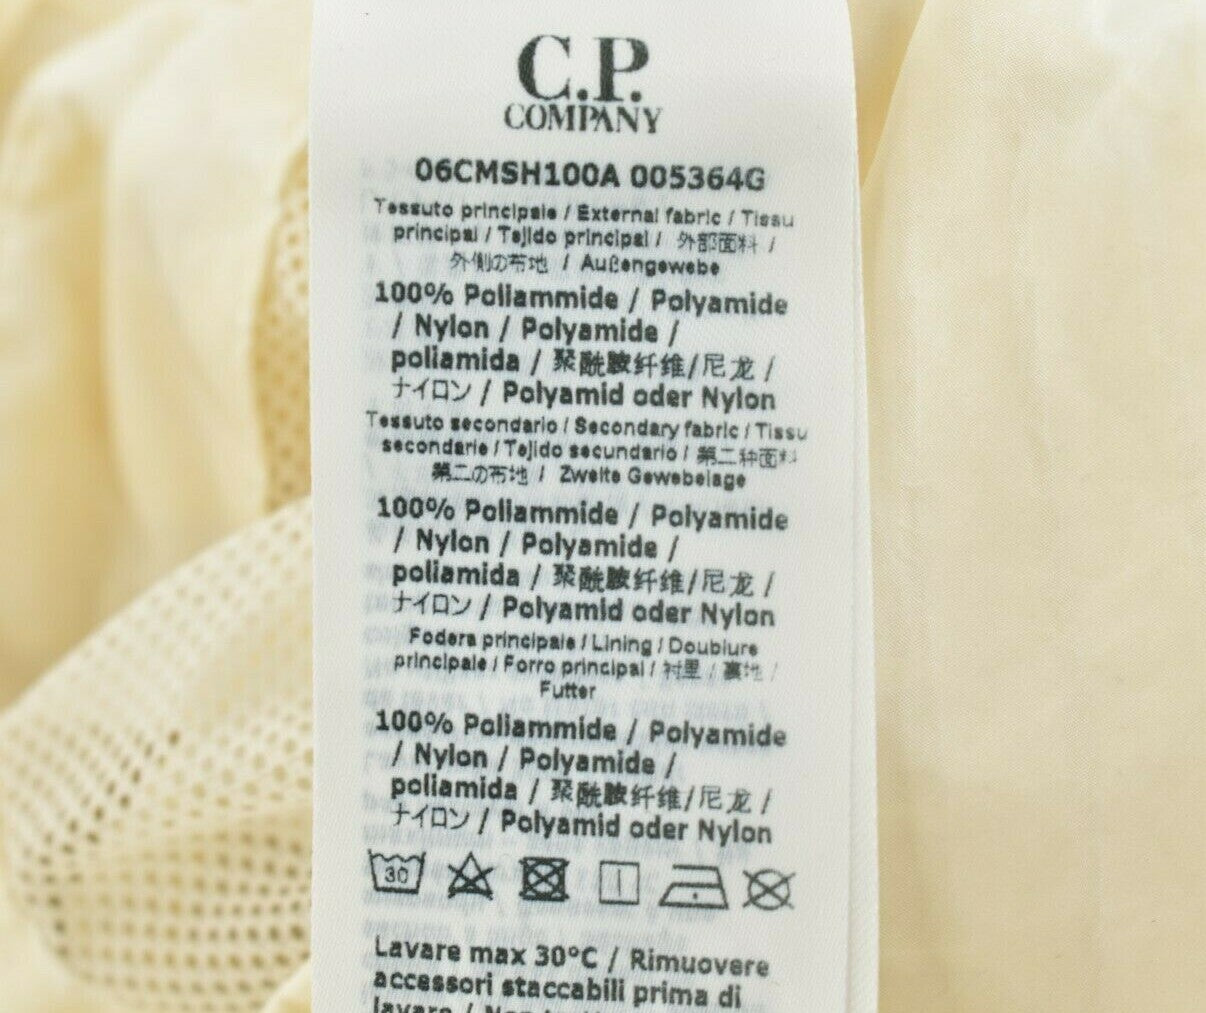 C.P.
COMPANY
06CMSH100A 005364G
Tessuto principale / External fabric / Tissu
principal / Tejido principal / 外部面料 /
外側の布地 / Außengewebe
100% Poliammide / Polyamide
/ Nylon / Polyamide /
poliamida / 聚酰胺纤维/尼龙 /
ナイロン / Polyamid oder Nylon
Tessuto secondario / Secondary fabric / Tissu
secondarie / Tejido secundario / 第二种面料
第二の布地 / Zweite Gewebelage
100% Poliammide / Polyamide
/ Nylon / Polyamide /
poliamida / 聚酰胺纤维/尼龙 /
ナイロン / Polyamid oder Nylon
Fodera principale / Lining / Doublure
principale / Forro principal / 衬里 / 裏地 /
Futter
100% Poliammide / Polyamide
/ Nylon / Polyamide /
poliamida / 聚酰胺纤维/尼龙 /
ナイロン / Polyamid oder Nylon
30
Lavare max 30°C / Rimuovere
accessori staccabili prima di
lavare / Non